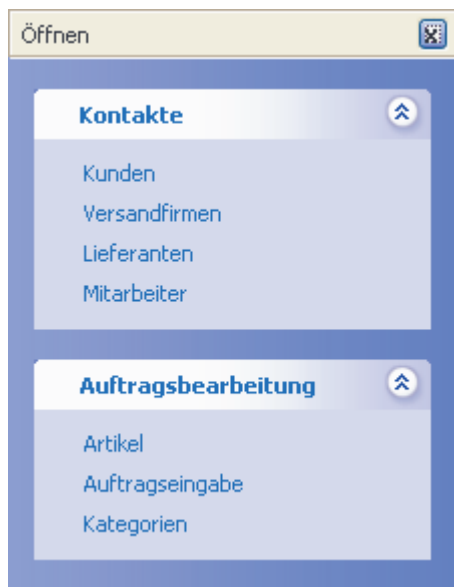 Öffnen
Kontakte
Kunden
Versandfirmen
Lieferanten
Mitarbeiter
Auftragsbearbeitung
Artikel
Auftragseingabe
Kategorien